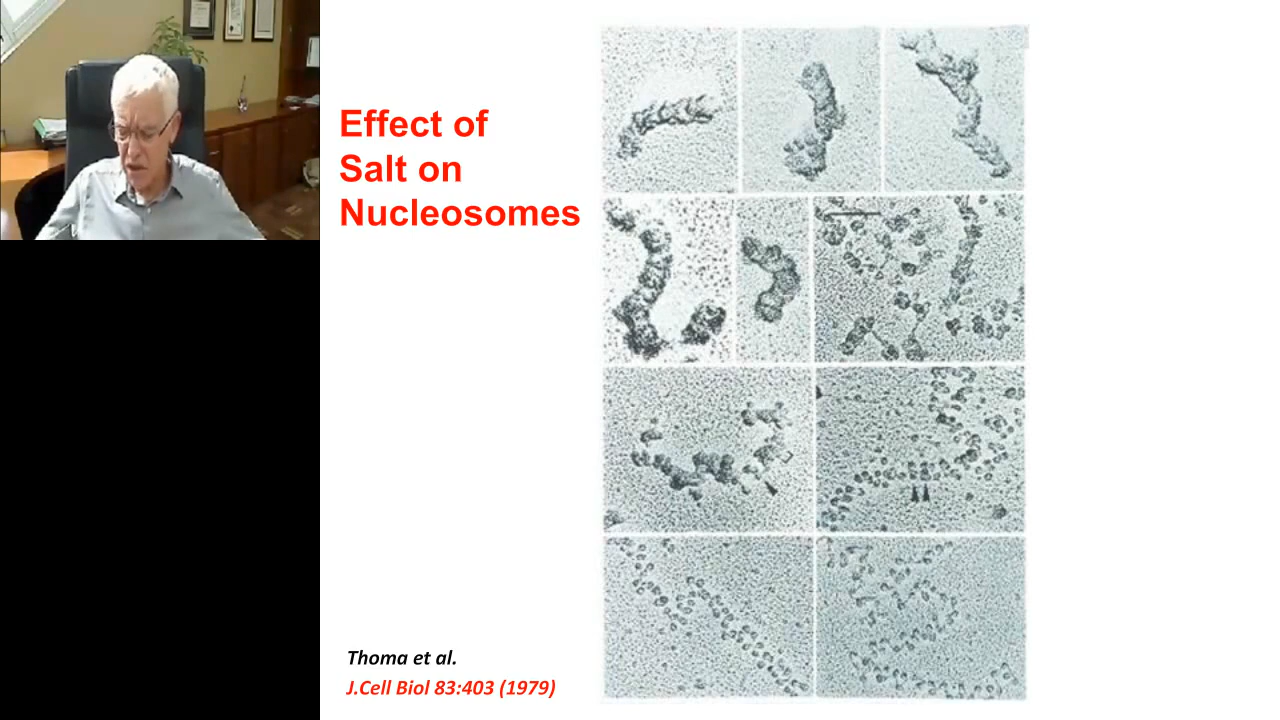 Effect of
Salt on
Nucleosomes
Thoma et al.
J.Cell Biol 83:403 (1979)